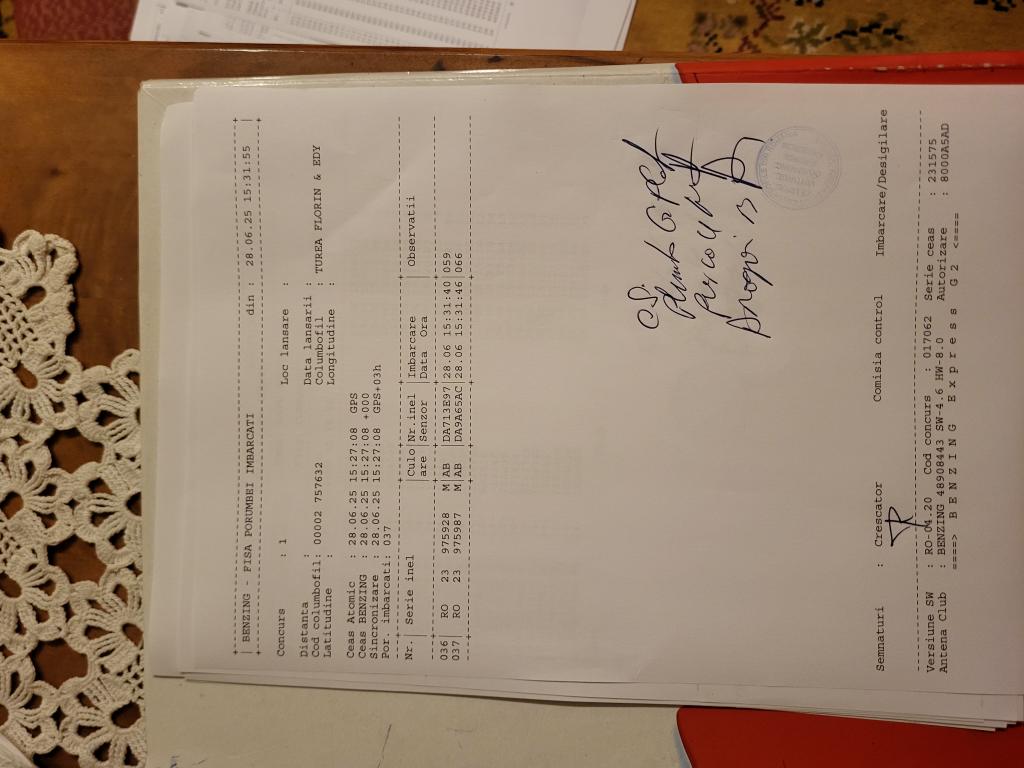 | BENZING - FISA PORUMBEI IMBARCATI din : 28.06.25 15:31:55 |
Concurs : 1 Loc lansare :
Distanta Data lansarii :
Cod columbofil: 00002 757632 Columbofil : TUREA FLORIN & EDY
Latitudine : Longitudine :
Ceas Atomic : 28.06.25 15:27:08 GPS
Ceas BENZING : 28.06.25 15:27:08 +000
Sincronizare : 28.06.25 15:27:08 GPS+03h
Por. imbarcati: 037
Nr.| Serie inel |Culo|Nr.inel |Imbarcare | Observatii
are |Senzor |Data Ora
036| RO 23 975928 M|AB |DA713E97|28.06 15:31:40|059
037| RO 23 975987 M|AB |DA9A65AC|28.06 15:31:46|066
Semnaturi : Crescator Comisia control Imbarcare/Desigilare
Versiune SW : RO-04.20 Cod concurs : 017062 Serie ceas : 231575
Antena Club : BENZING 48908443 SW-4.6 HW-8.0 Autorizare : 8000A5AD
====> B E N Z I N G E x p r e s s G 2 <====